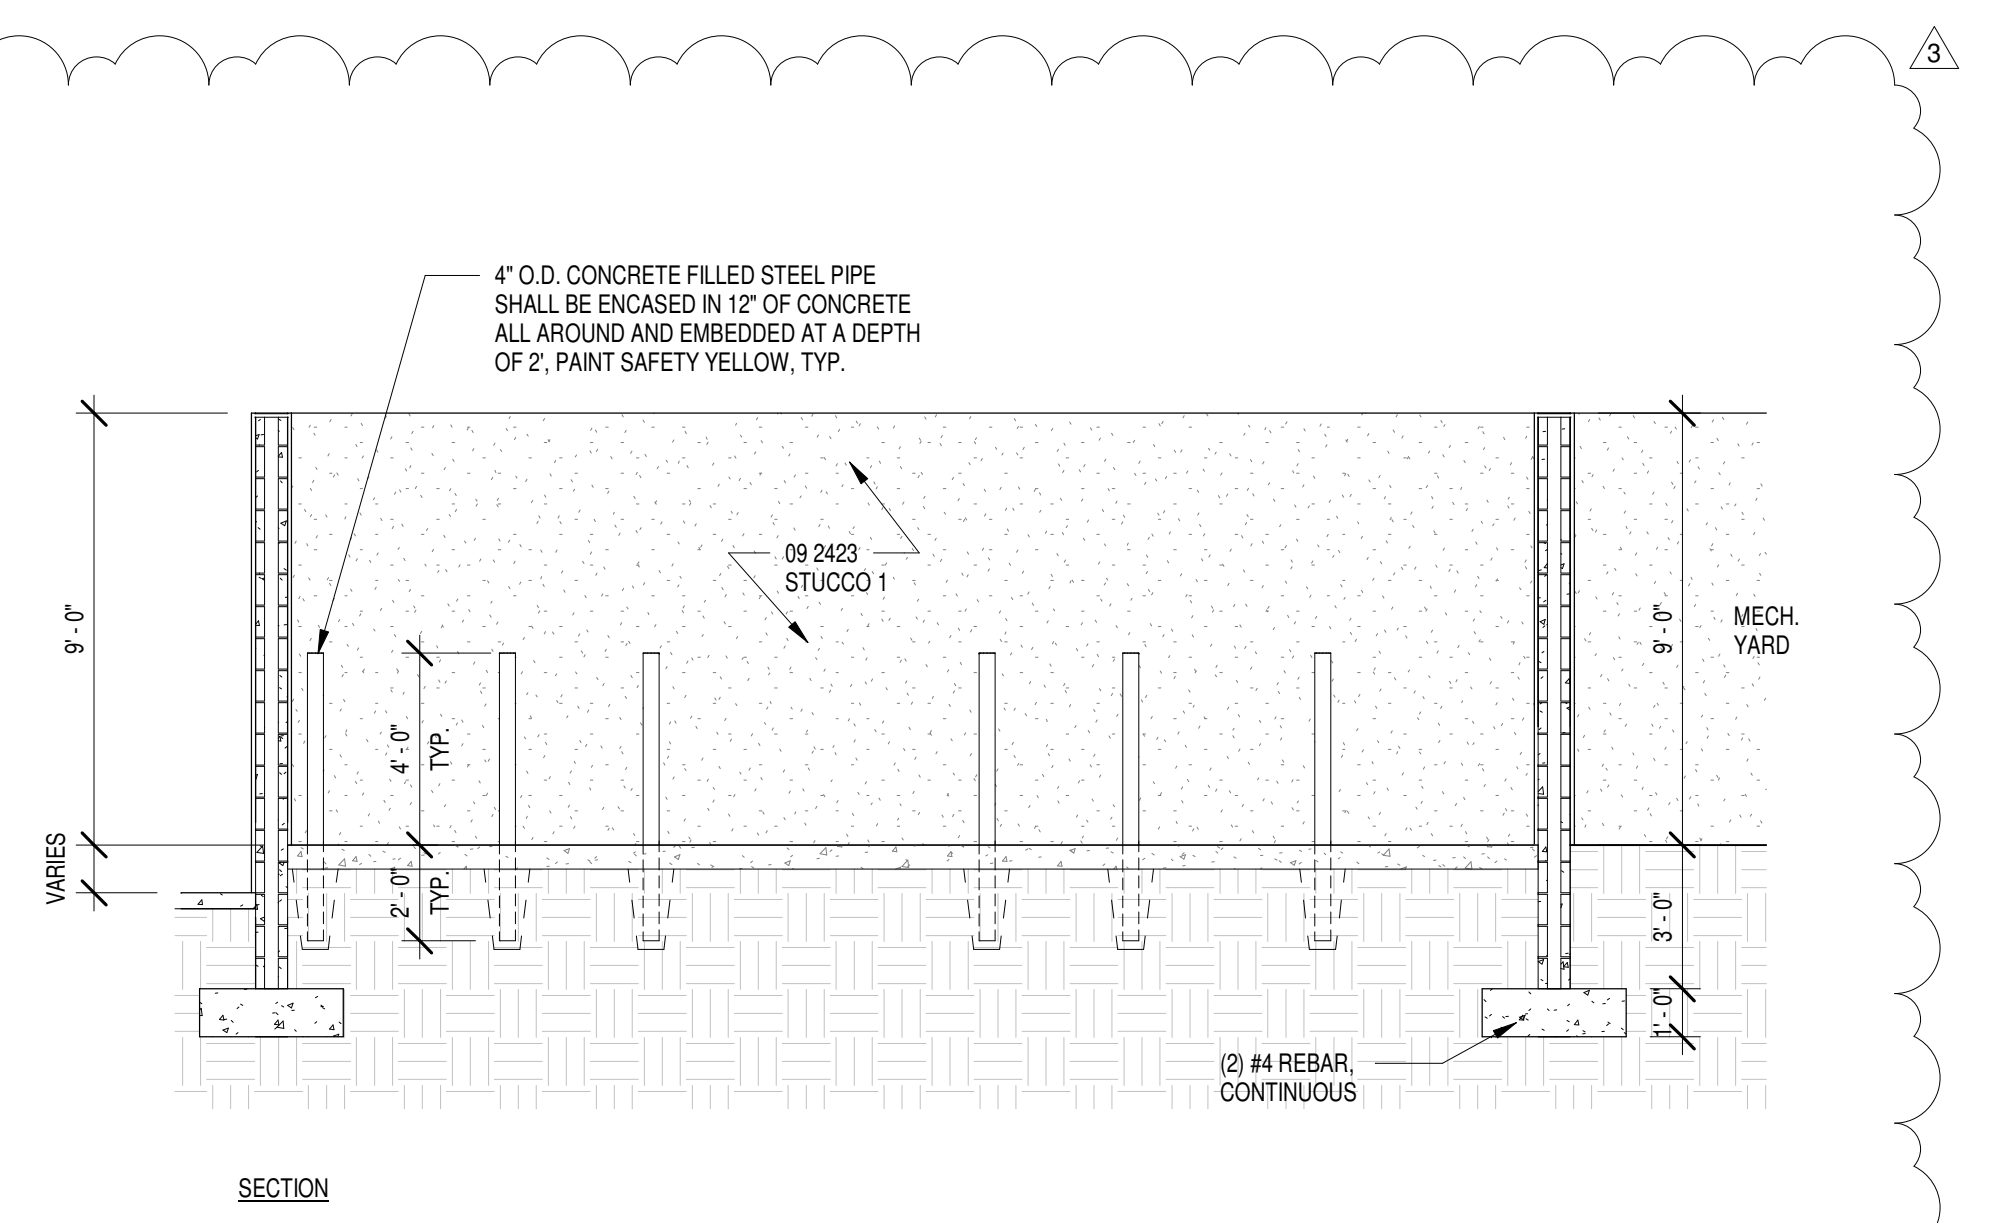 3
4" O.D. CONCRETE FILLED STEEL PIPE
SHALL BE ENCASED IN 12" OF CONCRETE
ALL AROUND AND EMBEDDED AT A DEPTH
OF 2', PAINT SAFETY YELLOW, TYP.
09 2423
STUCCO 1
9' - 0"
VARIES
4' - 0"
TYP.
2' - 0"
TYP.
9' - 0"
MECH.
YARD
3' - 0"
1' - 0"
(2) #4 REBAR,
CONTINUOUS
SECTION